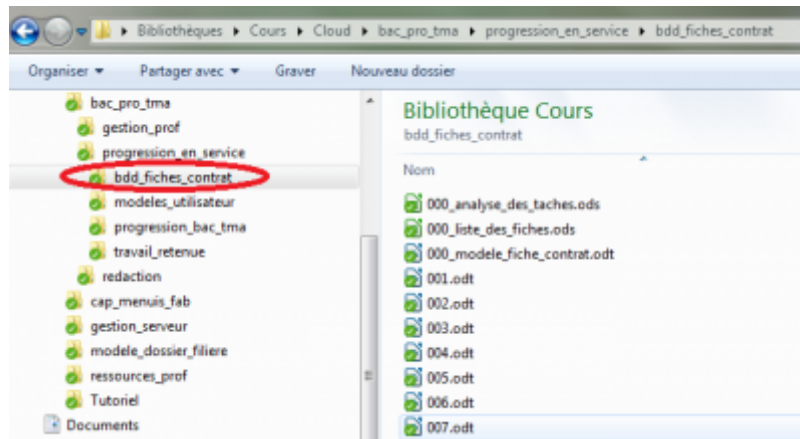 Bibliothèques Cours Cloud bac_pro_tma progression_en_service bdd_fiches_contrat
Organiser Partager avec Graver Nouveau dossier
bac_pro_tma
gestion_prof
progression_en_service
bdd_fiches_contrat
modeles_utilisateur
progression_bac_tma
travail_retenue
redaction
cap_menuis_fab
gestion_serveur
modele_dossier_filiere
ressources_prof
Tutoriel
Documents
Bibliothèque Cours
bdd_fiches_contrat
Nom
000_analyse_des_taches.ods
000_liste_des_fiches.ods
000_modele_fiche_contrat.odt
001.odt
002.odt
003.odt
004.odt
005.odt
006.odt
007.odt